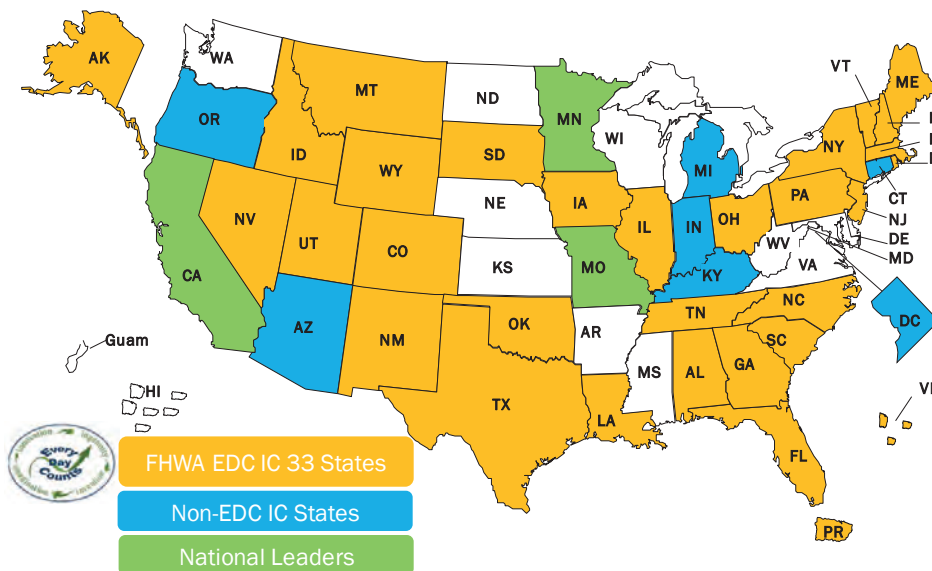 AK
WA
MT
ND
MN
VT
ME
OR
ID
SD
WI
MI
NY
WY
NE
IA
PA
CT
NV
UT
CO
IL
IN
OH
NJ
DE
MD
WV
VA
CA
KS
MO
KY
NC
TN
DC
AZ
NM
OK
AR
SC
Guam
MS
AL
GA
HI
TX
LA
FL
PR
Every
Day
Counts
FHWA EDC IC 33 States
Non-EDC IC States
National Leaders